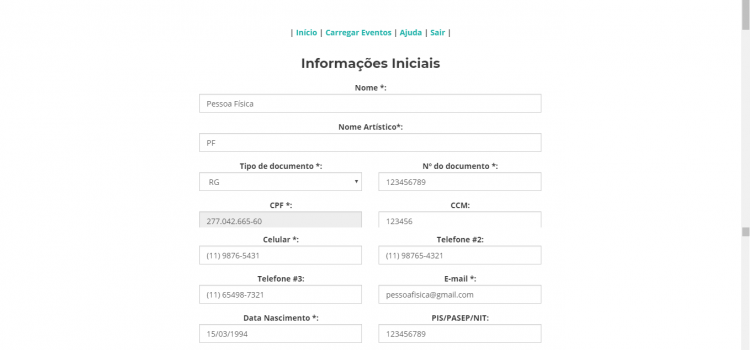 | Início | Carregar Eventos | Ajuda | Sair |
Informações Iniciais
Nome *:
Pessoa Física
Nome Artístico*:
PF
Tipo de documento *: Nº do documento *:
RG 123456789
CPF *: CCM:
277.042.665-60 123456
Celular *: Telefone #2:
(11) 9876-5431 (11) 98765-4321
Telefone #3: E-mail *:
(11) 65498-7321 pessoafisica@gmail.com
Data Nascimento *: PIS/PASEP/NIT:
15/03/1994 123456789